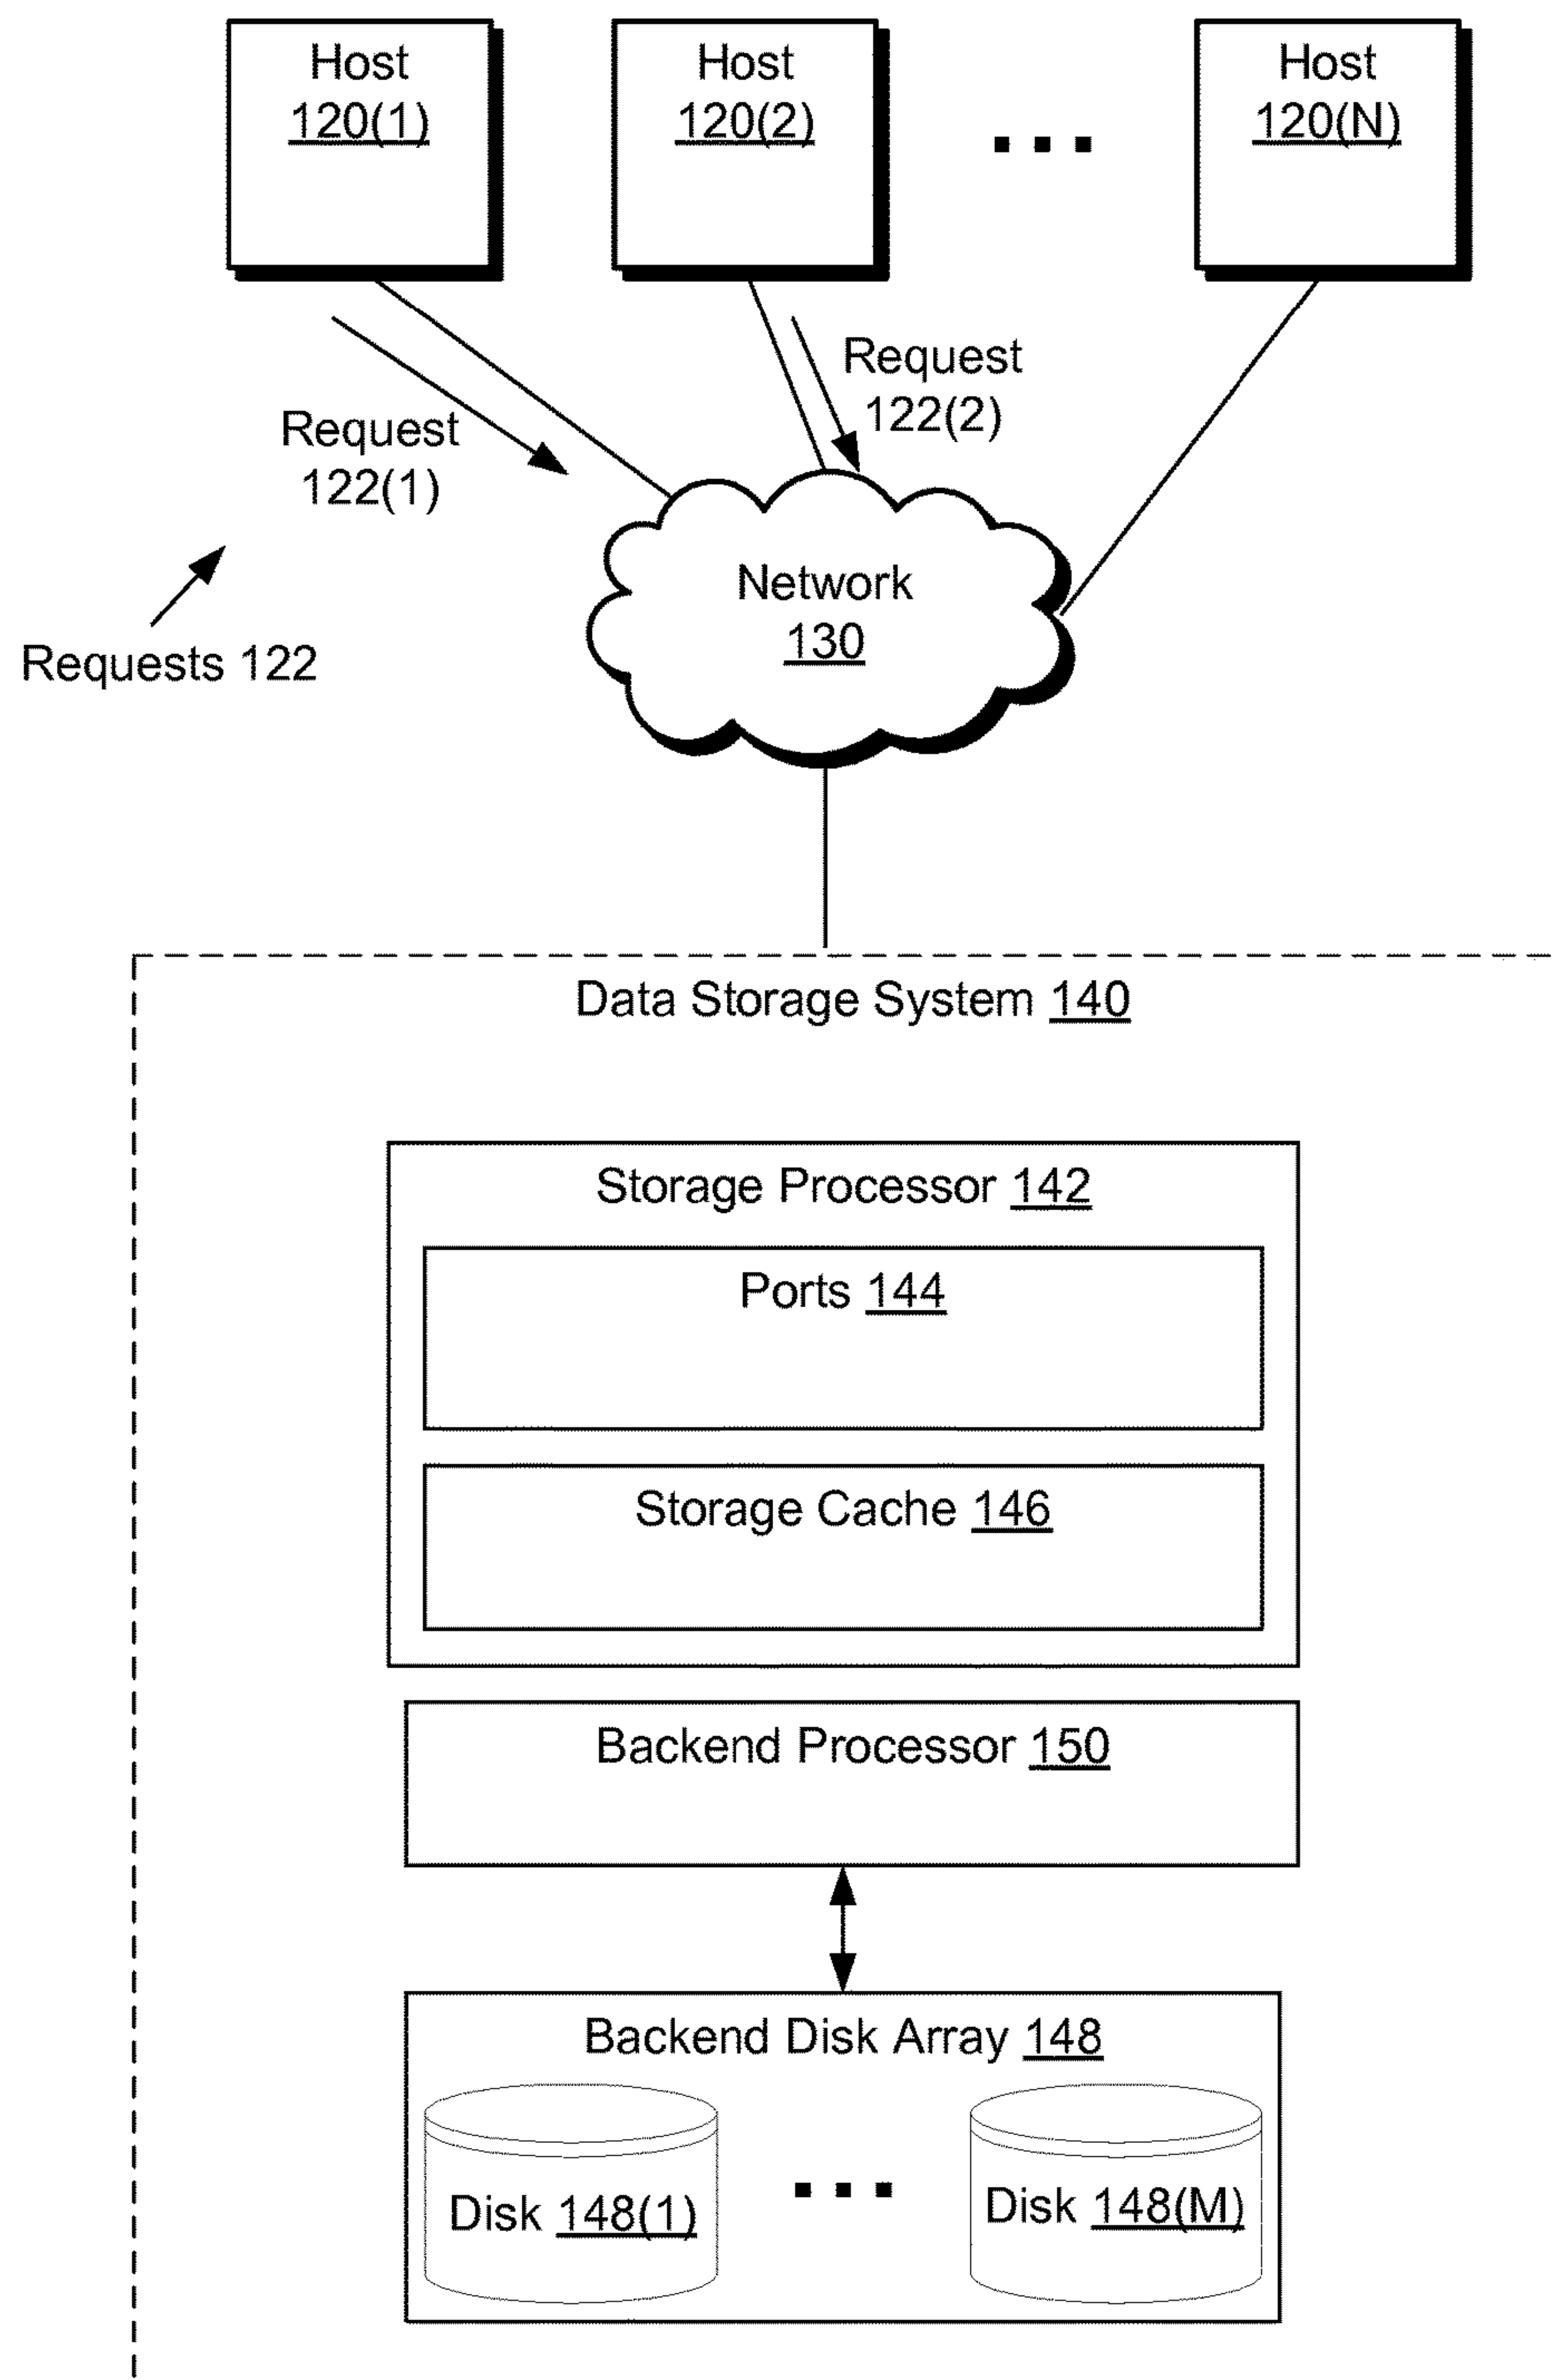 Host
120(1)
Host
120(2)
Host
120(N)
Request
122(1)
Request
122(2)
Requests 122
Network
130
Data Storage System 140
Storage Processor 142
Ports 144
Storage Cache 146
Backend Processor 150
Backend Disk Array 148
Disk 148(1)
Disk 148(M)